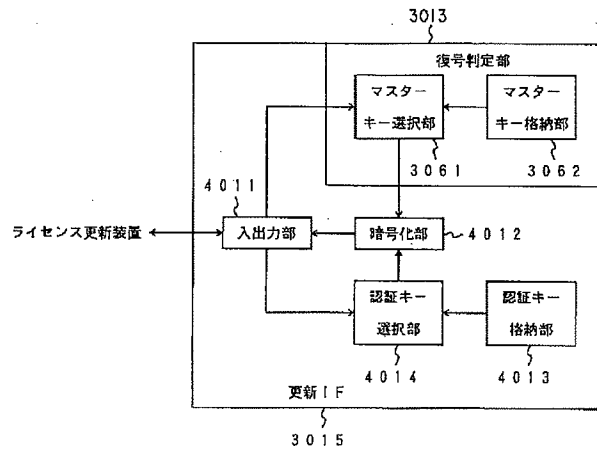 3013
復号判定部
マスター
キー選択部
マスター
キー格納部
3061
3062
4011
ライセンス更新装置
入出力部
暗号化部
4012
認証キー
選択部
認証キー
格納部
4014
4013
更新IF
3015